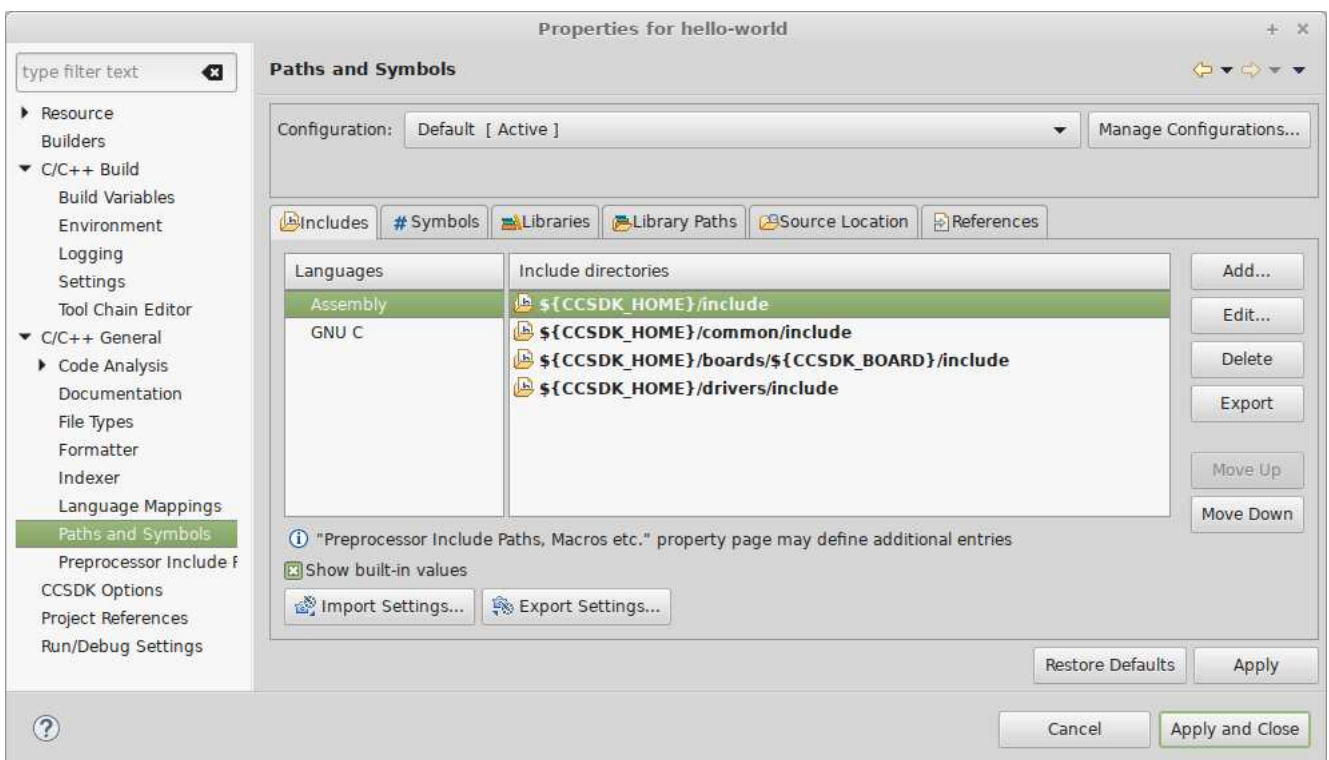 Properties for hello-world
type filter text
Resource
Builders
C/C++ Build
Build Variables
Environment
Logging
Settings
Tool Chain Editor
C/C++ General
Code Analysis
Documentation
File Types
Formatter
Indexer
Language Mappings
Paths and Symbols
Preprocessor Include
CCSDK Options
Project References
Run/Debug Settings
Paths and Symbols
Configuration: Default [ Active ] Manage Configurations...
Includes # Symbols Libraries Library Paths Source Location References
Languages Include directories
Assembly ${CCSDK_HOME}/include
GNU C ${CCSDK_HOME}/common/include
${CCSDK_HOME}/boards/${CCSDK_BOARD}/include
${CCSDK_HOME}/drivers/include
Add...
Edit...
Delete
Export
Move Up
Move Down
"Preprocessor Include Paths, Macros etc." property page may define additional entries
Show built-in values
Import Settings... Export Settings...
Restore Defaults Apply
Cancel Apply and Close